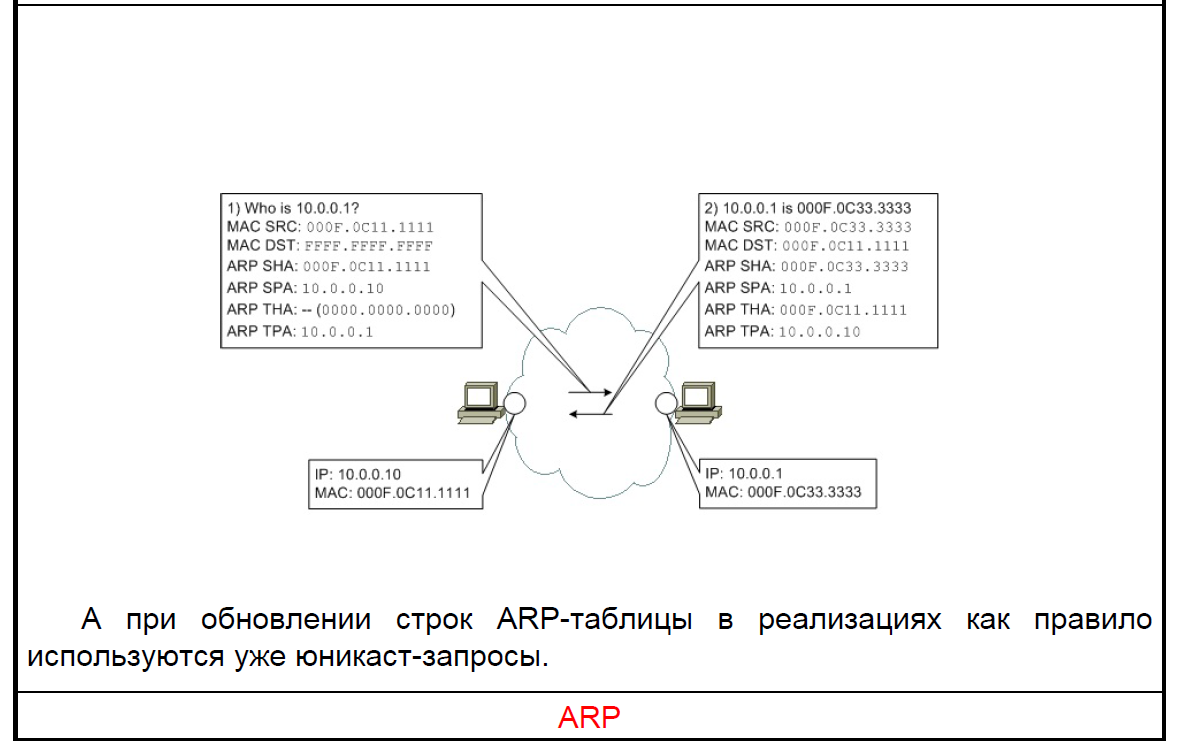 1) Who is 10.0.0.1?
MAC SRC: 000F.0C11.1111
MAC DST: FFFF.FFFF.FFFF
ARP SHA: 000F.0C11.1111
ARP SPA: 10.0.0.10
ARP THA: -- (0000.0000.0000)
ARP TPA: 10.0.0.1
2) 10.0.0.1 is 000F.0C33.3333
MAC SRC: 000F.0C33.3333
MAC DST: 000F.0C11.1111
ARP SHA: 000F.0C33.3333
ARP SPA: 10.0.0.1
ARP THA: 000F.0C11.1111
ARP TPA: 10.0.0.10
IP: 10.0.0.10
MAC: 000F.0C11.1111
IP: 10.0.0.1
MAC: 000F.0C33.3333
А при обновлении строк ARP-таблицы в реализациях как правило
используются уже юникаст-запросы.
ARP